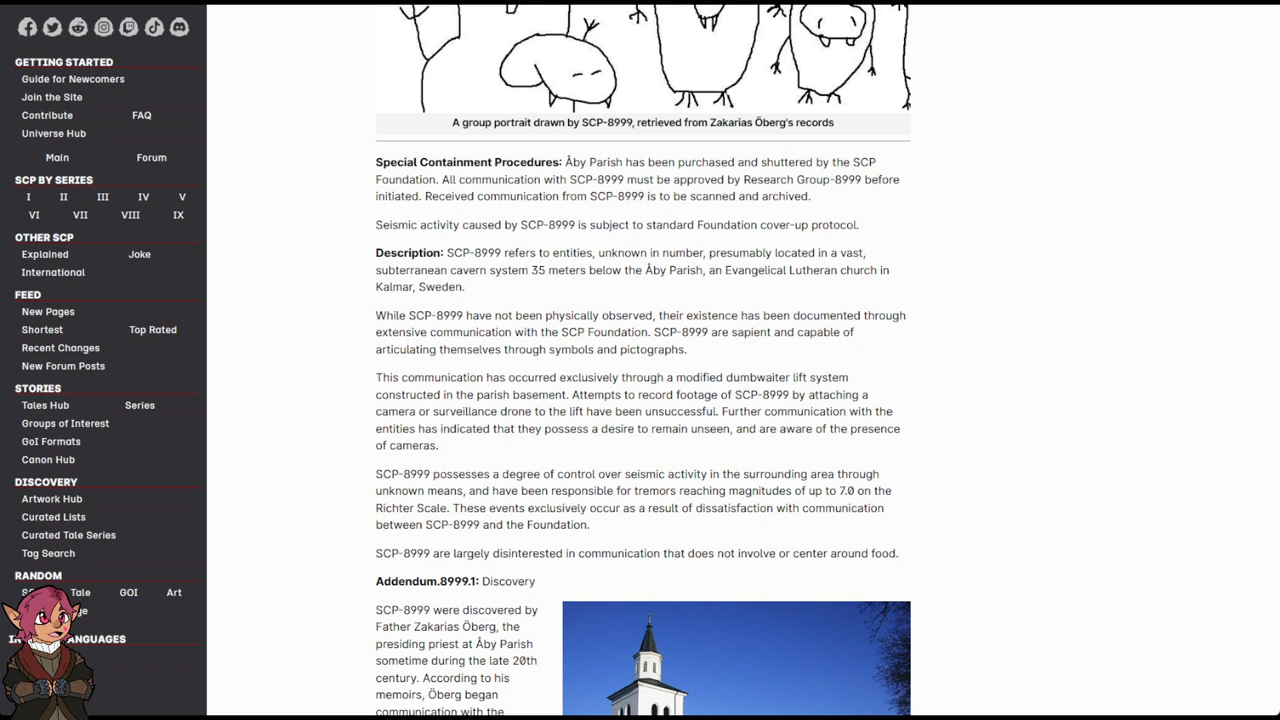 GETTING STARTED
Guide for Newcomers
Join the Site
Contribute FAQ
Universe Hub
Main Forum
SCP BY SERIES
I II III IV V
VI VII VIII IX
OTHER SCP
Explained Joke
International
FEED
New Pages
Shortest Top Rated
Recent Changes
New Forum Posts
STORIES
Tales Hub Series
Groups of Interest
GoI Formats
Canon Hub
DISCOVERY
Artwork Hub
Curated Lists
Curated Tale Series
Tag Search
RANDOM
Tale GOI Art
A group portrait drawn by SCP-8999, retrieved from Zakarias Öberg's records
Special Containment Procedures: Åby Parish has been purchased and shuttered by the SCP
Foundation. All communication with SCP-8999 must be approved by Research Group-8999 before
initiated. Received communication from SCP-8999 is to be scanned and archived.
Seismic activity caused by SCP-8999 is subject to standard Foundation cover-up protocol.
Description: SCP-8999 refers to entities, unknown in number, presumably located in a vast,
subterranean cavern system 35 meters below the Åby Parish, an Evangelical Lutheran church in
Kalmar, Sweden.
While SCP-8999 have not been physically observed, their existence has been documented through
extensive communication with the SCP Foundation. SCP-8999 are sapient and capable of
articulating themselves through symbols and pictographs.
This communication has occurred exclusively through a modified dumbwaiter lift system
constructed in the parish basement. Attempts to record footage of SCP-8999 by attaching a
camera or surveillance drone to the lift have been unsuccessful. Further communication with the
entities has indicated that they possess a desire to remain unseen, and are aware of the presence
of cameras.
SCP-8999 possesses a degree of control over seismic activity in the surrounding area through
unknown means, and have been responsible for tremors reaching magnitudes of up to 7.0 on the
Richter Scale. These events exclusively occur as a result of dissatisfaction with communication
between SCP-8999 and the Foundation.
SCP-8999 are largely disinterested in communication that does not involve or center around food.
Addendum.8999.1: Discovery
SCP-8999 were discovered by
Father Zakarias Öberg, the
presiding priest at Åby Parish
sometime during the late 20th
century. According to his
memoirs, Öberg began
communication with the